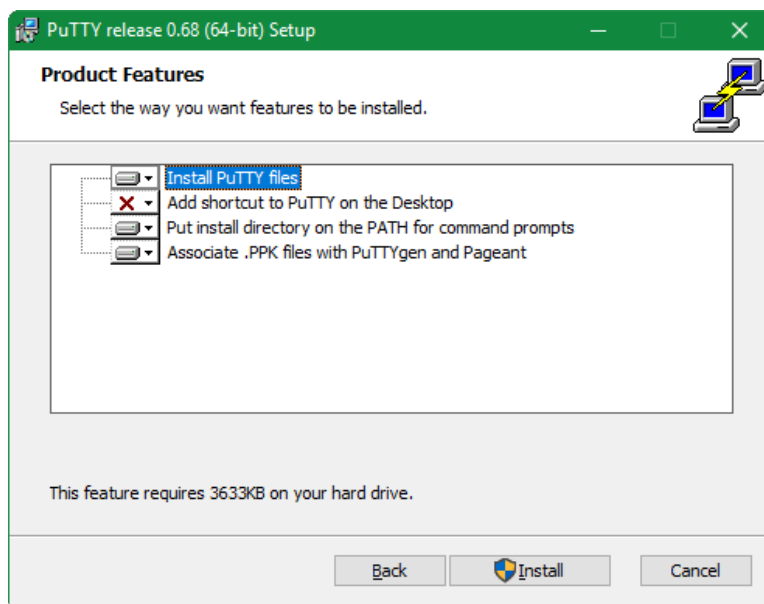 PuTTY release 0.68 (64-bit) Setup
Product Features
Select the way you want features to be installed.
Install PuTTY files
Add shortcut to PuTTY on the Desktop
Put install directory on the PATH for command prompts
Associate .PPK files with PuTTYgen and Pageant
This feature requires 3633KB on your hard drive.
Back Install Cancel